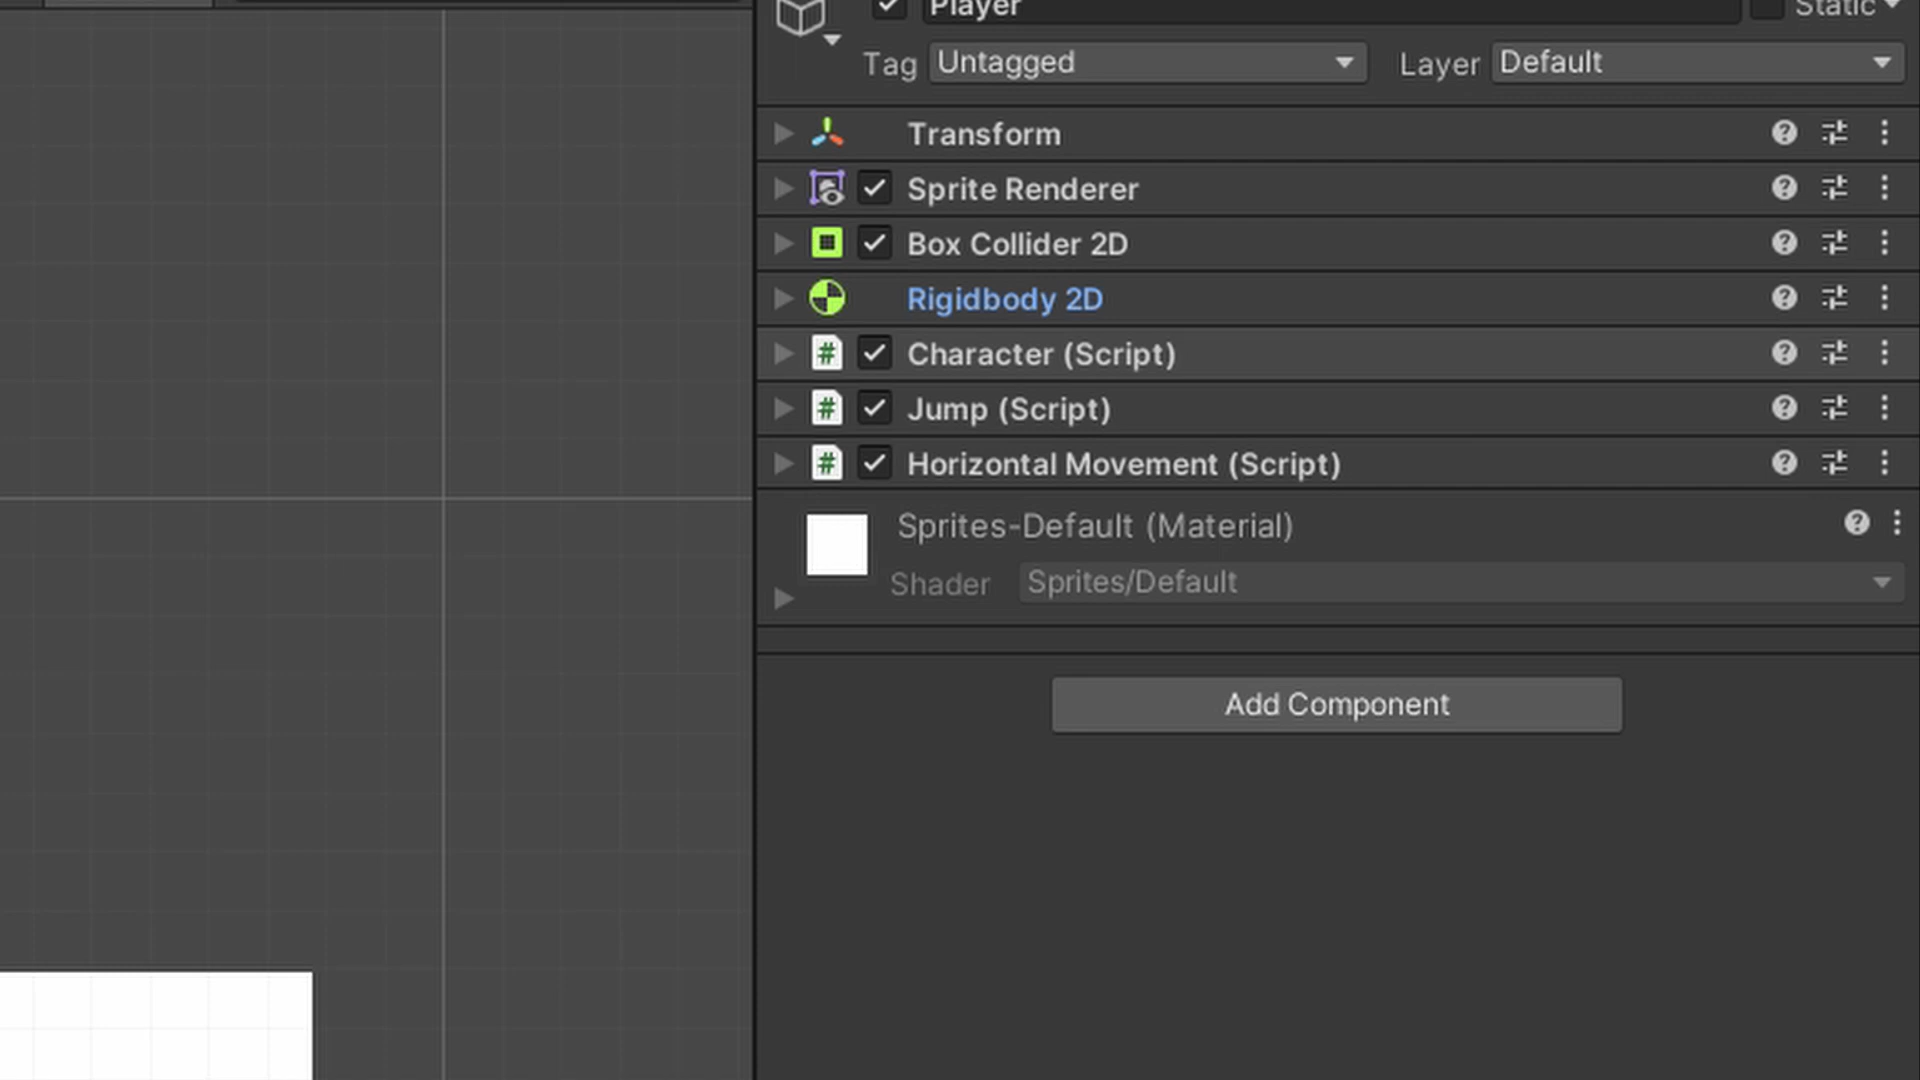 Player Static
Tag Untagged Layer Default
Transform
Sprite Renderer
Box Collider 2D
Rigidbody 2D
# Character (Script)
# Jump (Script)
# Horizontal Movement (Script)
Sprites-Default (Material)
Shader Sprites/Default
Add Component